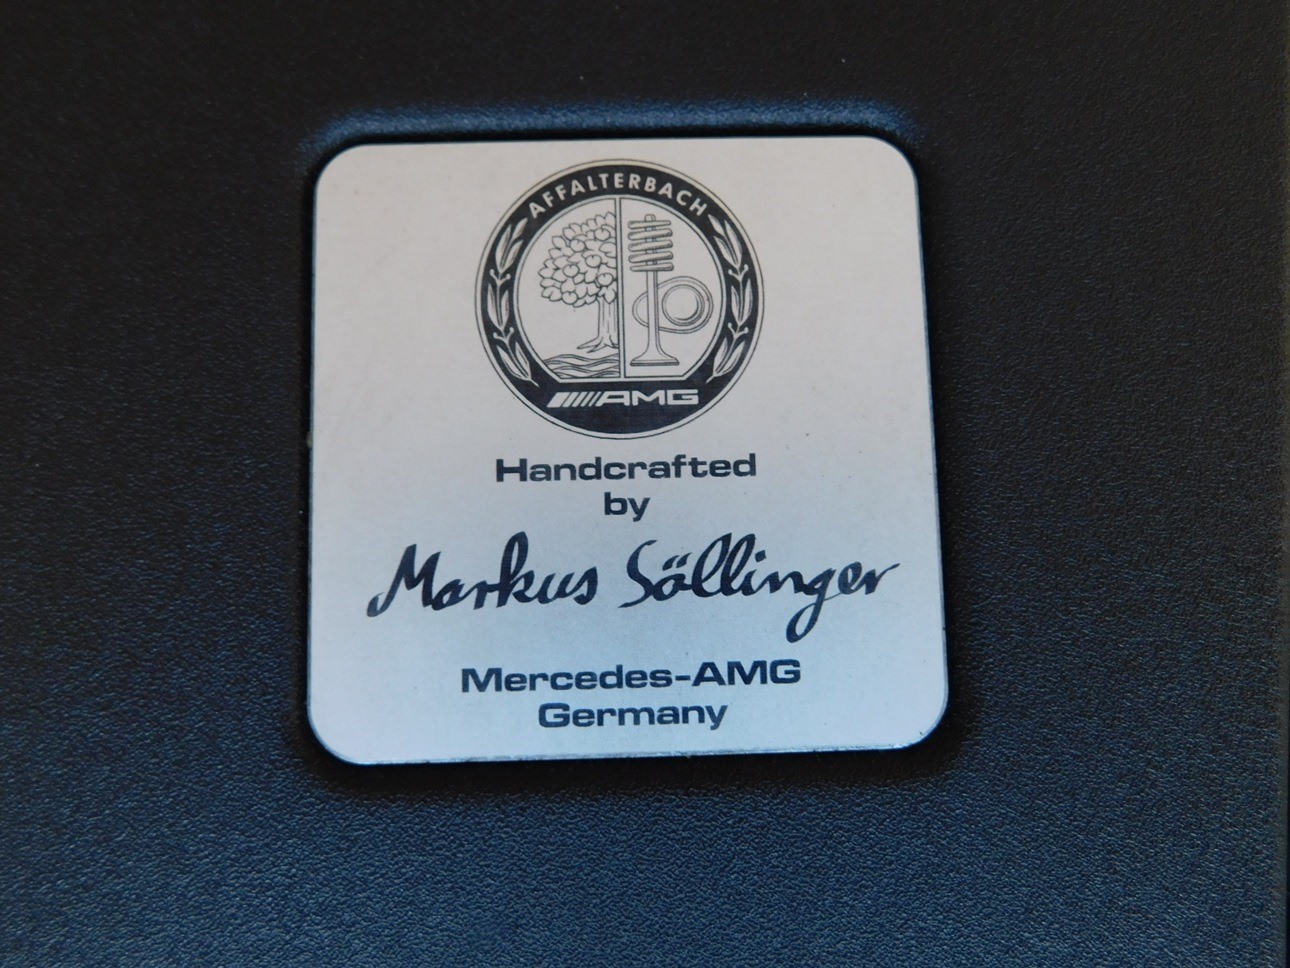 AFFALTERBACH
AMG
Handcrafted
by
Markus Söllinger
Mercedes-AMG
Germany